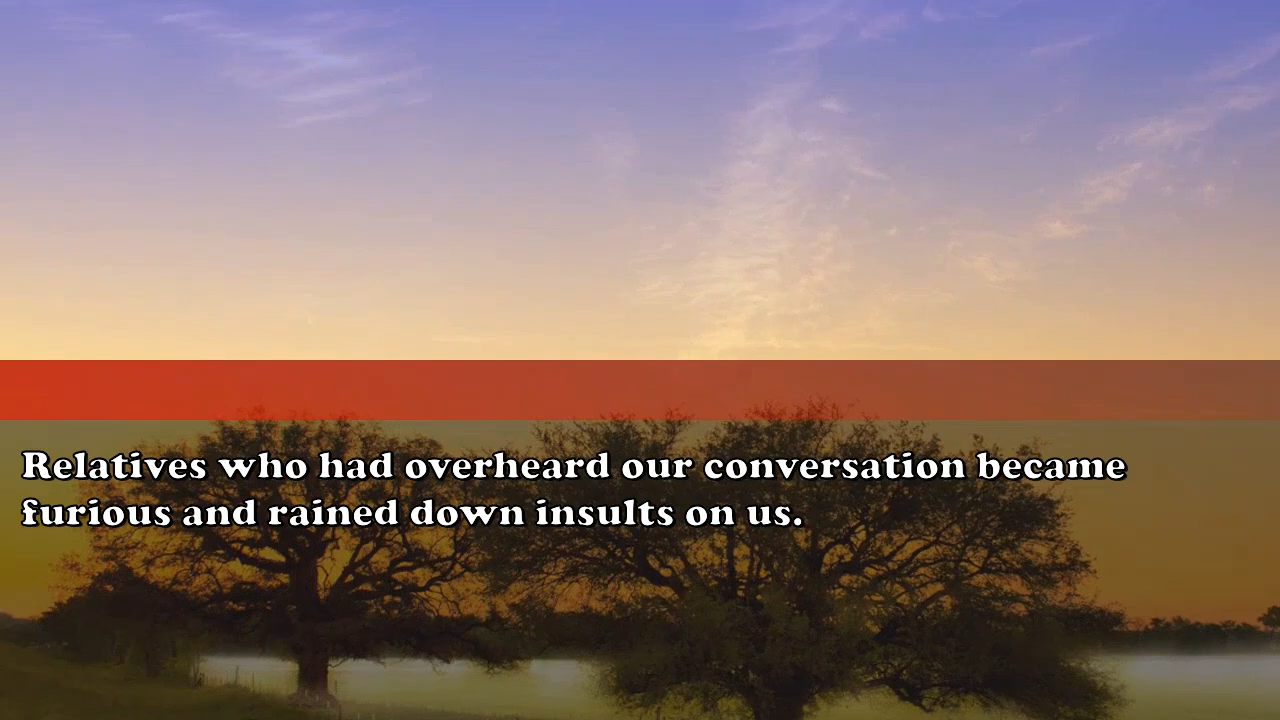 Relatives who had overheard our conversation became
furious and rained down insults on us.